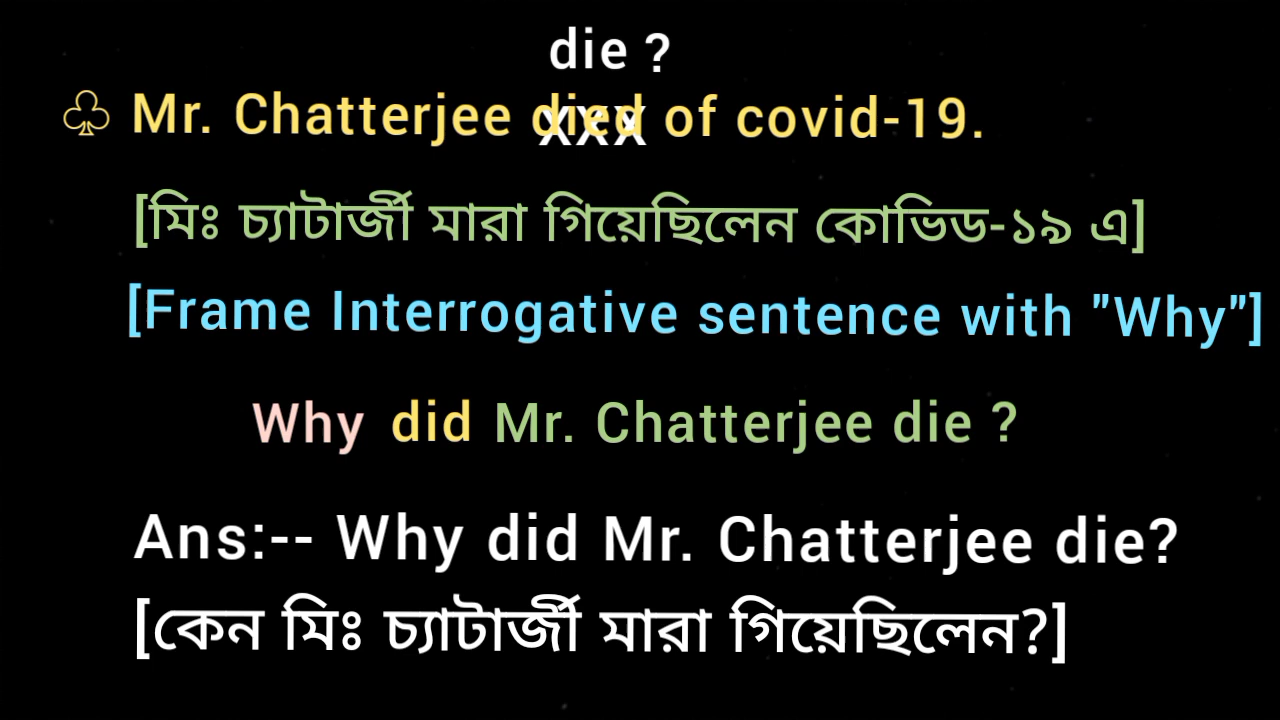 die ?
♧ Mr. Chatterjee died of covid-19.
xxx
[মিঃ চ্যাটার্জী মারা গিয়েছিলেন কোভিড-১৯ এ]
[Frame Interrogative sentence with "Why"]
Why did Mr. Chatterjee die ?
Ans:-- Why did Mr. Chatterjee die?
[কেন মিঃ চ্যাটার্জী মারা গিয়েছিলেন?]